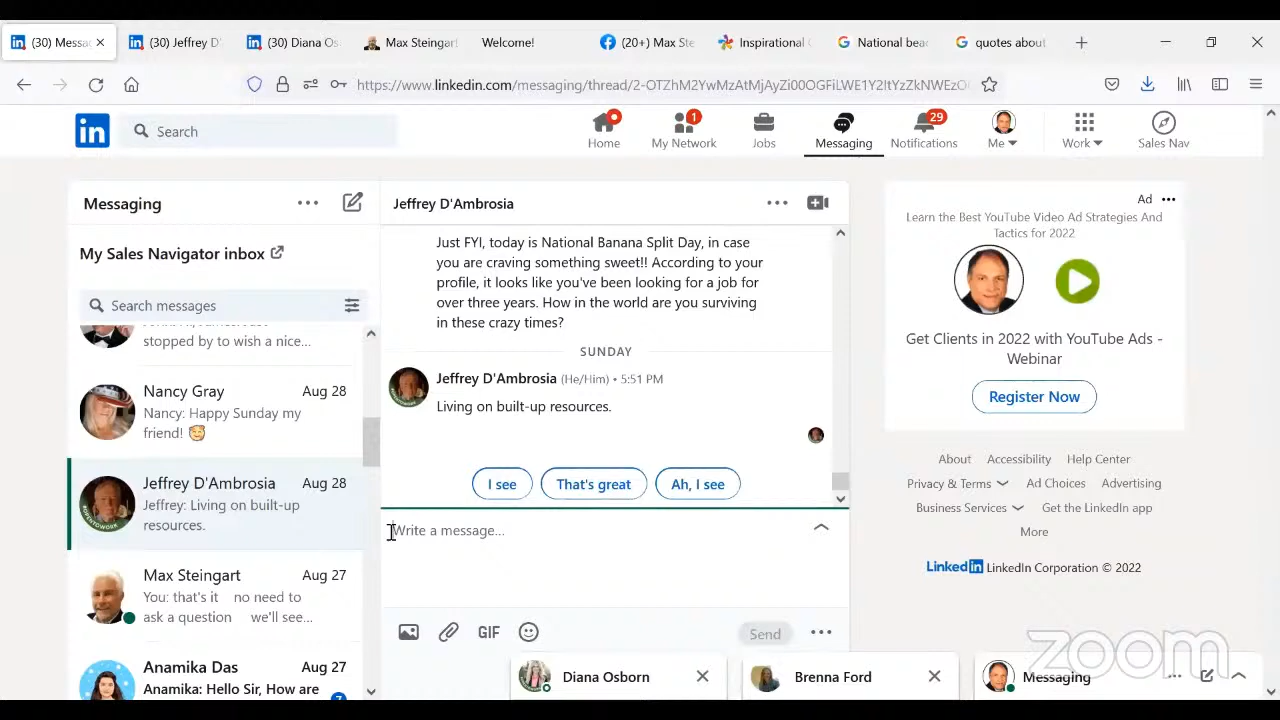 (30) Messa
(30) Jeffrey D'
(30) Diana Os
Max Steingart
Welcome!
(20+) Max Ste
Inspirational
National bea
quotes about
https://www.linkedin.com/messaging/thread/
in
Search
Home
1
My Network
Jobs
Messaging
29
Notifications
Me
Work
Sales Nav
Messaging
My Sales Navigator inbox
Search messages
stopped by to wish a nice...
Nancy Gray Aug 28
Nancy: Happy Sunday my
friend!
Jeffrey D'Ambrosia Aug 28
Jeffrey: Living on built-up
resources.
Max Steingart Aug 27
You: that's it no need to
ask a question we'll see...
Anamika Das Aug 27
Anamika: Hello Sir, How are
Jeffrey D'Ambrosia
Just FYI, today is National Banana Split Day, in case
you are craving something sweet!! According to your
profile, it looks like you've been looking for a job for
over three years. How in the world are you surviving
in these crazy times?
SUNDAY
Jeffrey D'Ambrosia (He/Him) • 5:51 PM
Living on built-up resources.
I see
That's great
Ah, I see
Write a message...
GIF
Send
Ad
Learn the Best YouTube Video Ad Strategies And
Tactics for 2022
Get Clients in 2022 with YouTube Ads -
Webinar
Register Now
About Accessibility Help Center
Privacy & Terms Ad Choices Advertising
Business Services Get the LinkedIn app
More
LinkedIn LinkedIn Corporation © 2022
Diana Osborn
Brenna Ford
Messaging
zoom